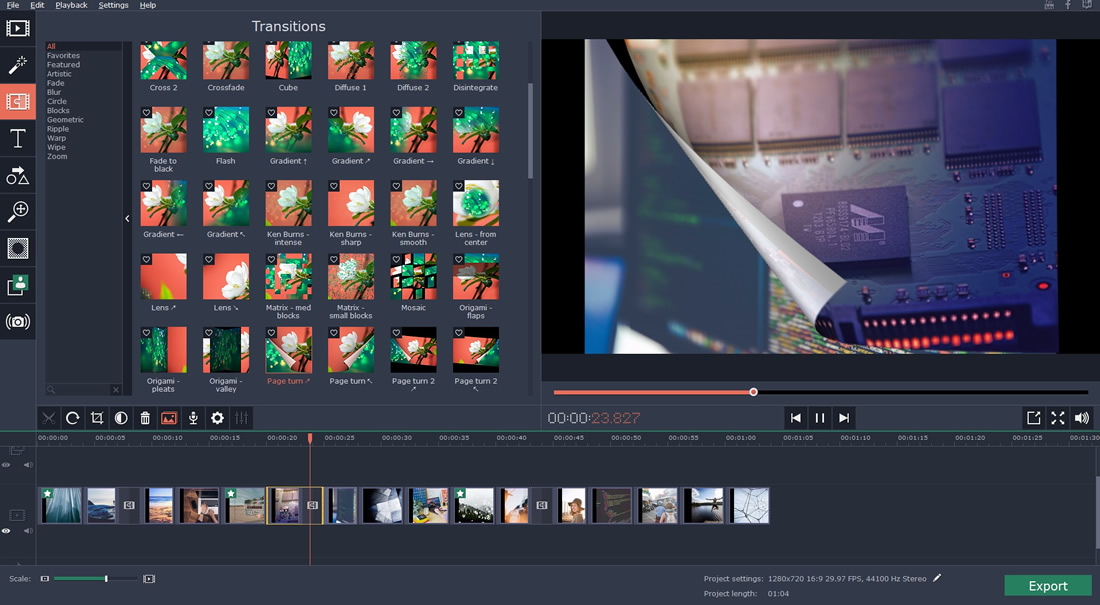 File Edit Playback Settings Help
Transitions
All
Favorites
Featured
Artistic
Fade
Blur
Circle
Blocks
Geometric
Ripple
Warp
Wipe
Zoom
Cross 2 Crossfade Cube Diffuse 1 Diffuse 2 Disintegrate
Fade to black Flash Gradient ↑ Gradient ↗ Gradient → Gradient ↓
Gradient ← Gradient ↖ Ken Burns - intense Ken Burns - sharp Ken Burns - smooth Lens - from center
Lens ↗ Lens ↘ Matrix - med blocks Matrix - small blocks Mosaic Origami - flaps
Origami - pleats Origami - valley Page turn ↗ Page turn ↖ Page turn 2 ↗ Page turn 2 ↖
T
00:00:23.827
00:00:00 00:00:05 00:00:10 00:00:15 00:00:20 00:00:25 00:00:30 00:00:35 00:00:40 00:00:45 00:00:50 00:00:55 00:01:00 00:01:05 00:01:10 00:01:15 00:01:20 00:01:25 00:01:30
Scale:
Project settings: 1280x720 16:9 29.97 FPS, 44100 Hz Stereo
Project length: 01:04
Export